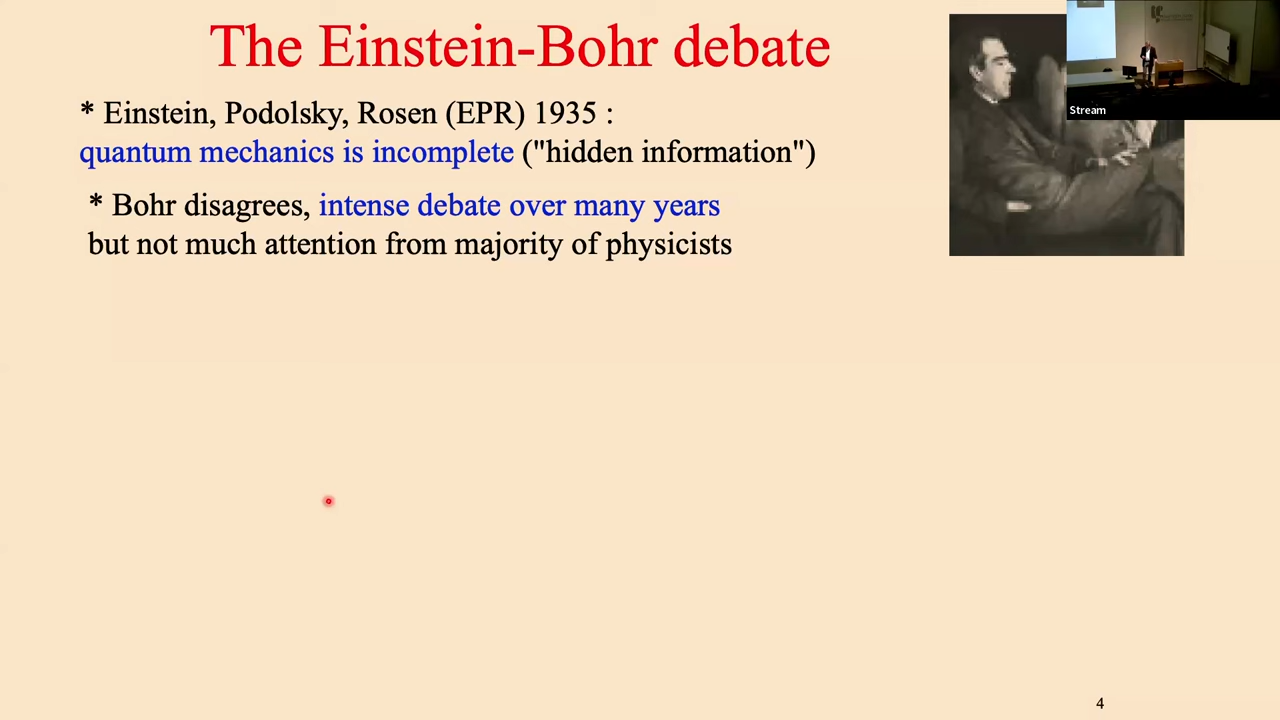 The Einstein-Bohr debate
* Einstein, Podolsky, Rosen (EPR) 1935 :
quantum mechanics is incomplete ("hidden information")
* Bohr disagrees, intense debate over many years
but not much attention from majority of physicists
Stream
4